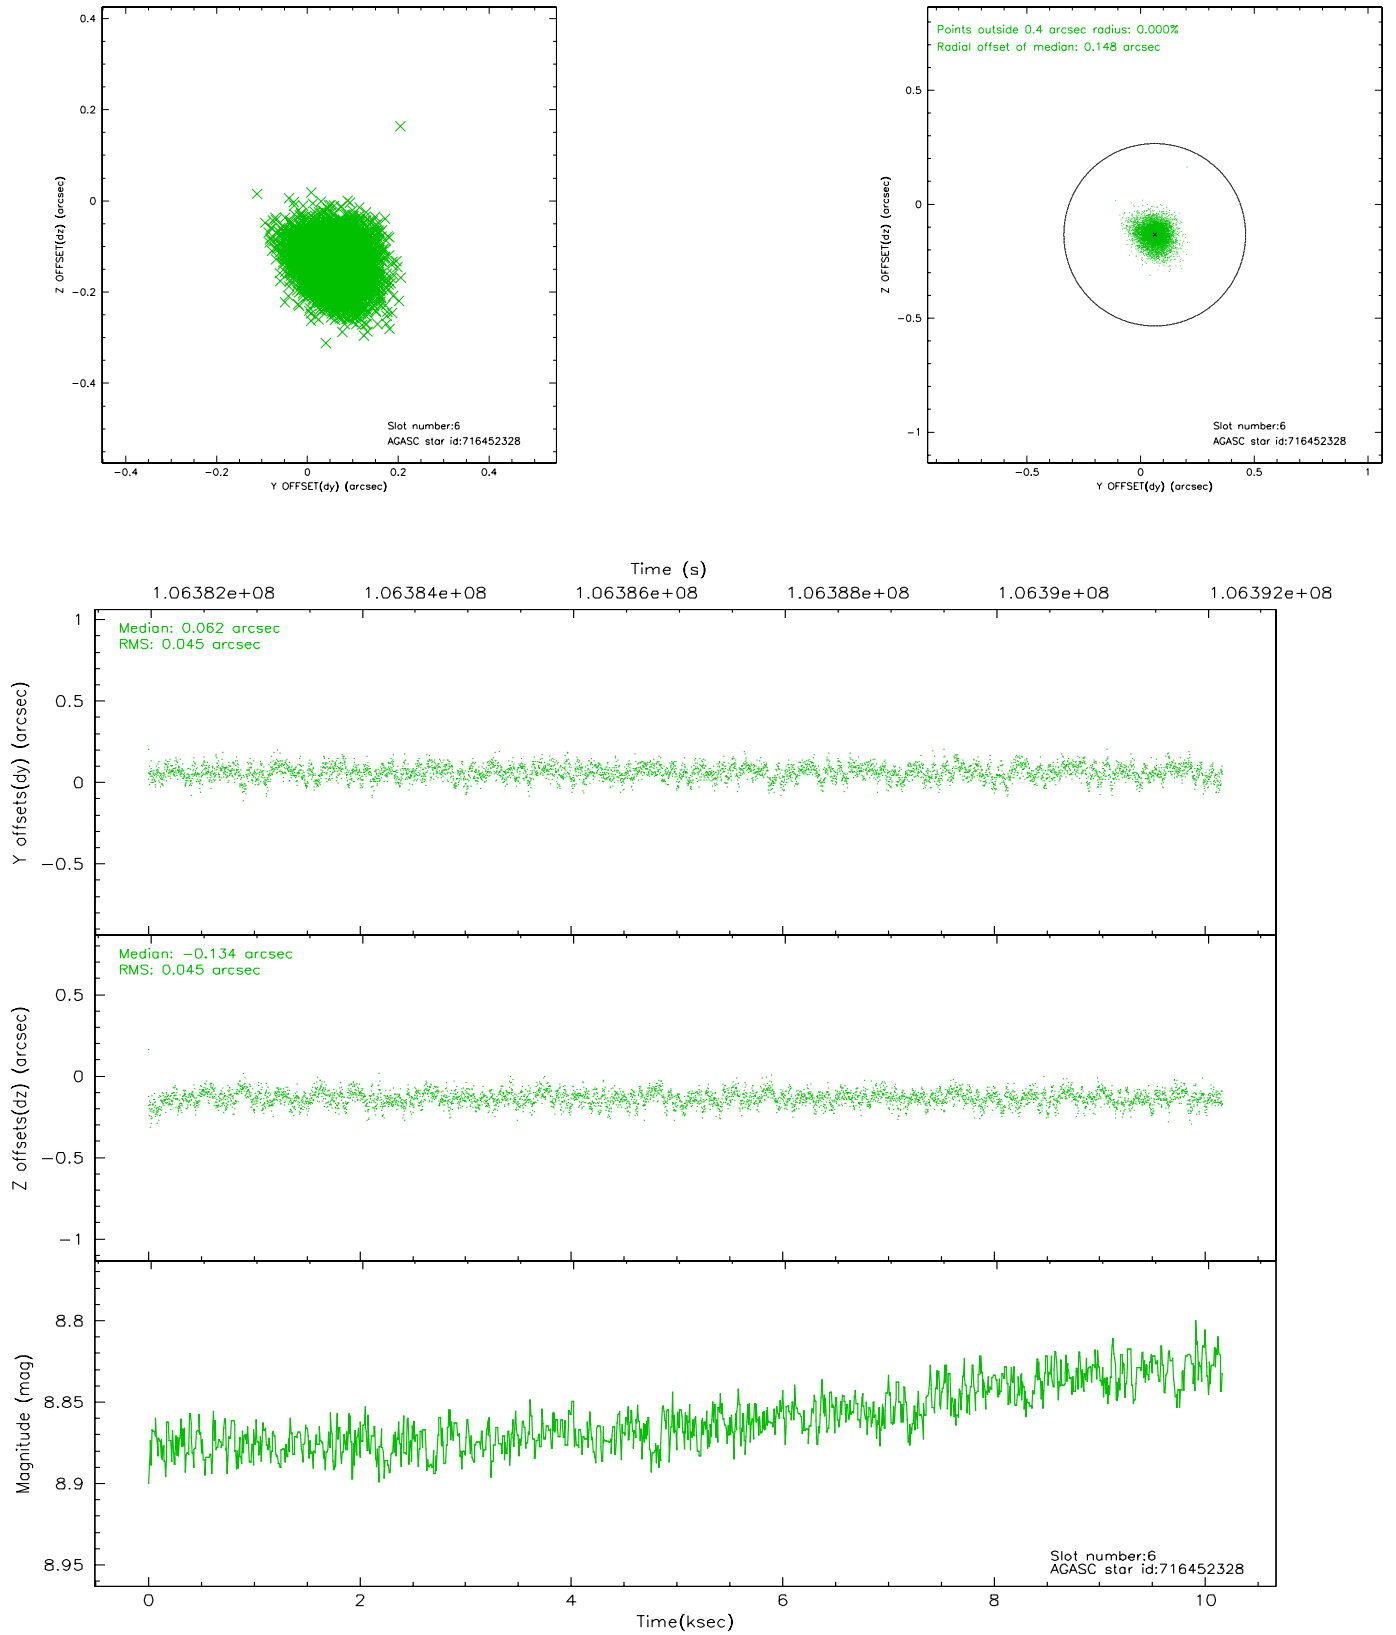 0.4
0.2
0
−0.2
−0.4
Z OFFSET(dz) (arcsec)
Slot number:6
AGASC star id:716452328
−0.4 −0.2 0 0.2 0.4
Y OFFSET(dy) (arcsec)
Points outside 0.4 arcsec radius: 0.000%
Radial offset of median: 0.148 arcsec
0.5
0
−0.5
−1
Z OFFSET(dz) (arcsec)
Slot number:6
AGASC star id:716452328
−0.5 0 0.5 1
Y OFFSET(dy) (arcsec)
Time (s)
1.06382e+08 1.06384e+08 1.06386e+08 1.06388e+08 1.0639e+08 1.06392e+08
Median: 0.062 arcsec
RMS: 0.045 arcsec
1
0.5
0
−0.5
Y offsets(dy) (arcsec)
Median: −0.134 arcsec
RMS: 0.045 arcsec
0.5
0
−0.5
−1
Z offsets(dz) (arcsec)
8.8
8.85
8.9
8.95
Magnitude (mag)
Slot number:6
AGASC star id:716452328
0 2 4 6 8 10
Time(ksec)